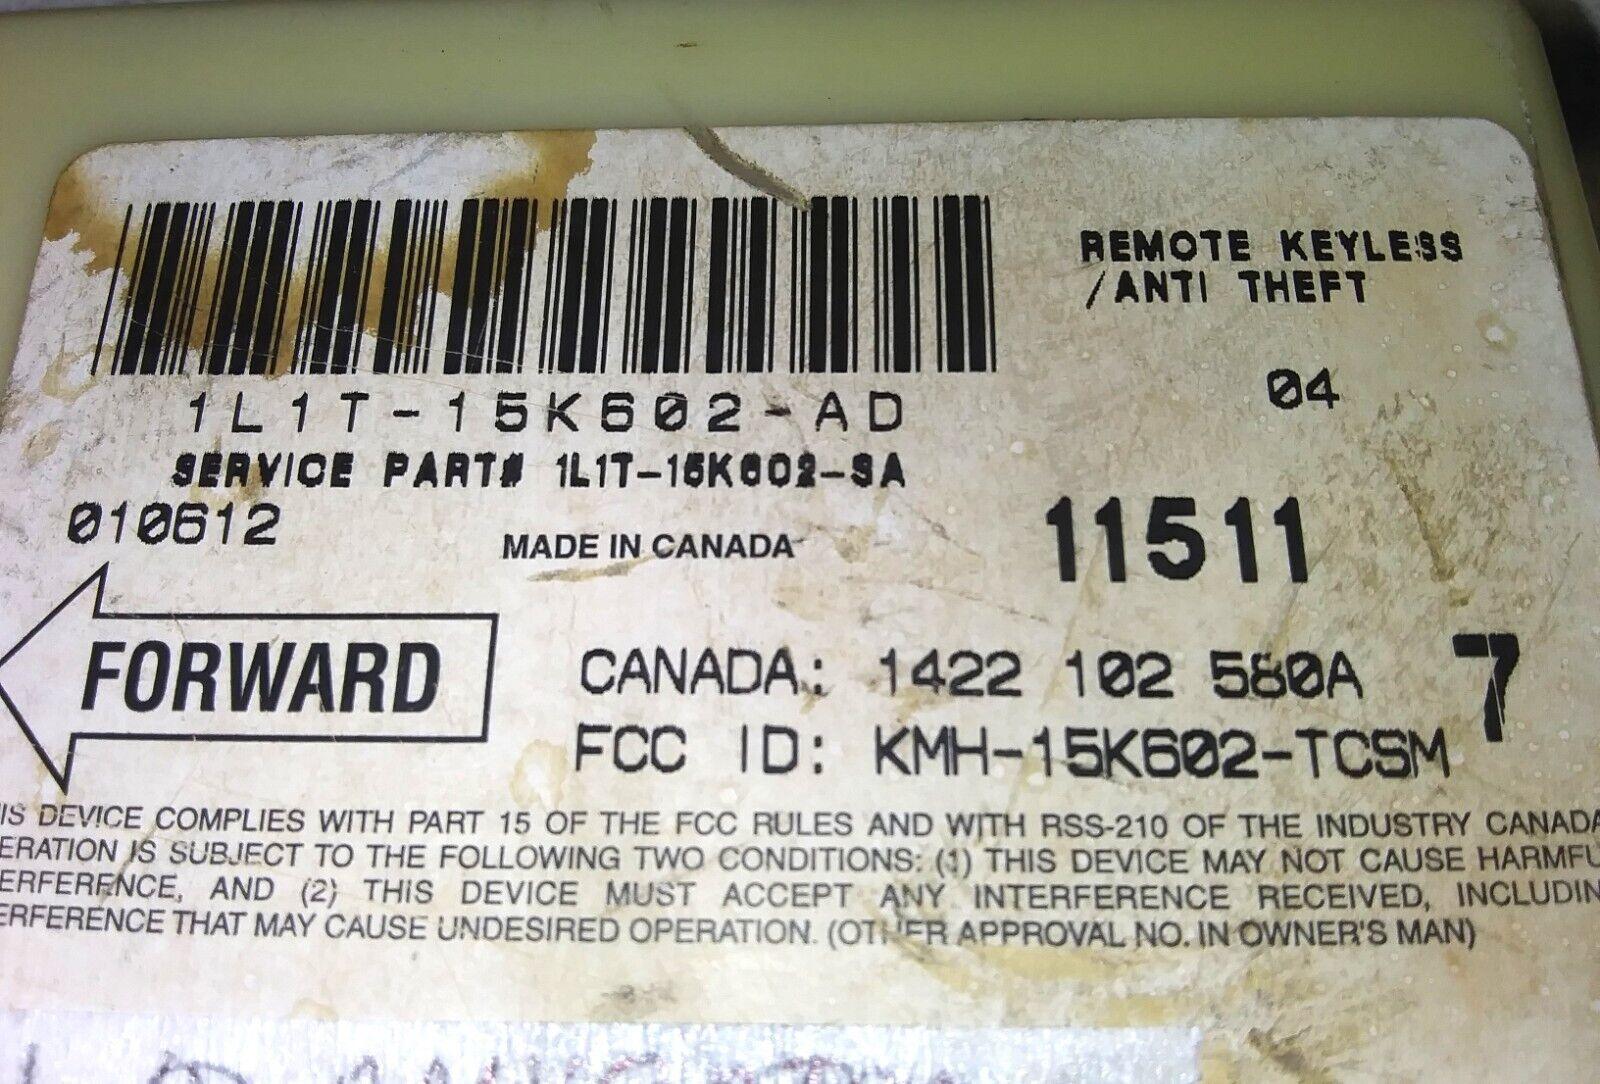 REMOTE KEYLESS
/ANTI THEFT
04
1L1T-15K602-AD
SERVICE PART# 1L1T-15K602-SA
010612
MADE IN CANADA
11511
FORWARD
CANADA: 1422 102 580A
7
FCC ID: KMH-15K602-TCSM
IS DEVICE COMPLIES WITH PART 15 OF THE FCC RULES AND WITH RSS-210 OF THE INDUSTRY CANADA
ERATION IS SUBJECT TO THE FOLLOWING TWO CONDITIONS: (1) THIS DEVICE MAY NOT CAUSE HARMFU
ERFERENCE, AND (2) THIS DEVICE MUST ACCEPT ANY INTERFERENCE RECEIVED, INCLUDIN
ERFERENCE THAT MAY CAUSE UNDESIRED OPERATION. (OTHER APPROVAL NO. IN OWNER'S MAN)